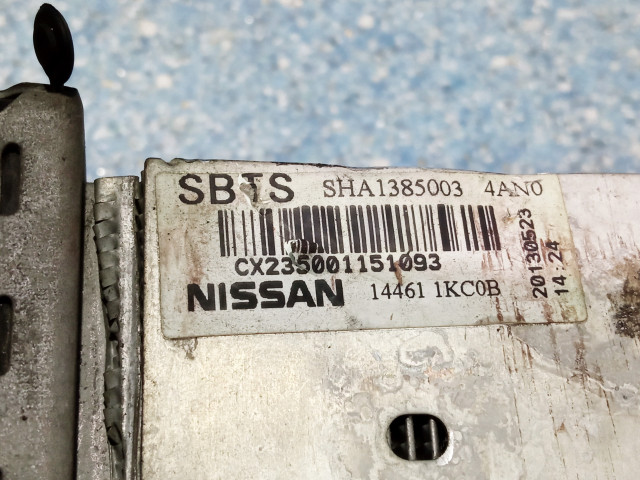 SBTS SHA1385003 4AN0
CX235001151093
NISSAN 14461 1KC0B
20130523
14:24